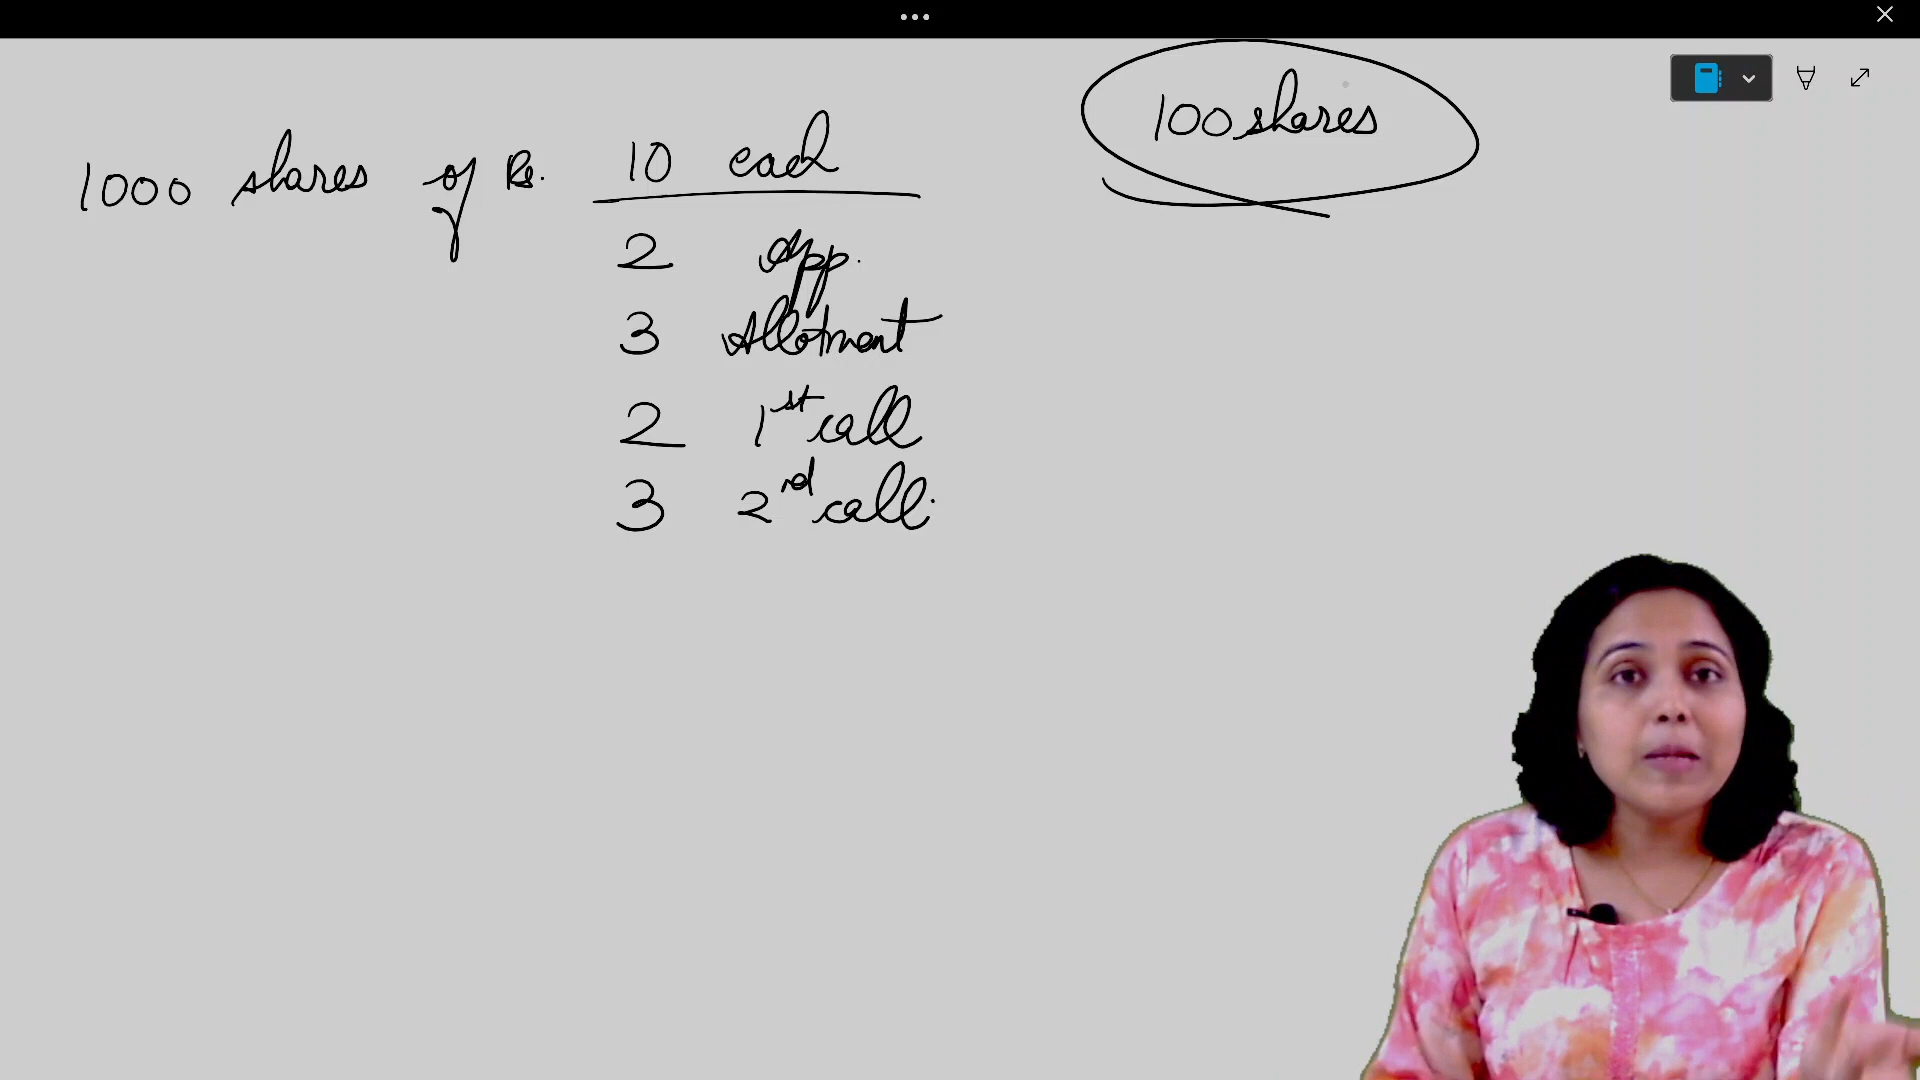 1000 shares of Rs. 10 each
2 App.
3 Allotment
2 1st call
3 2nd call.
100 shares